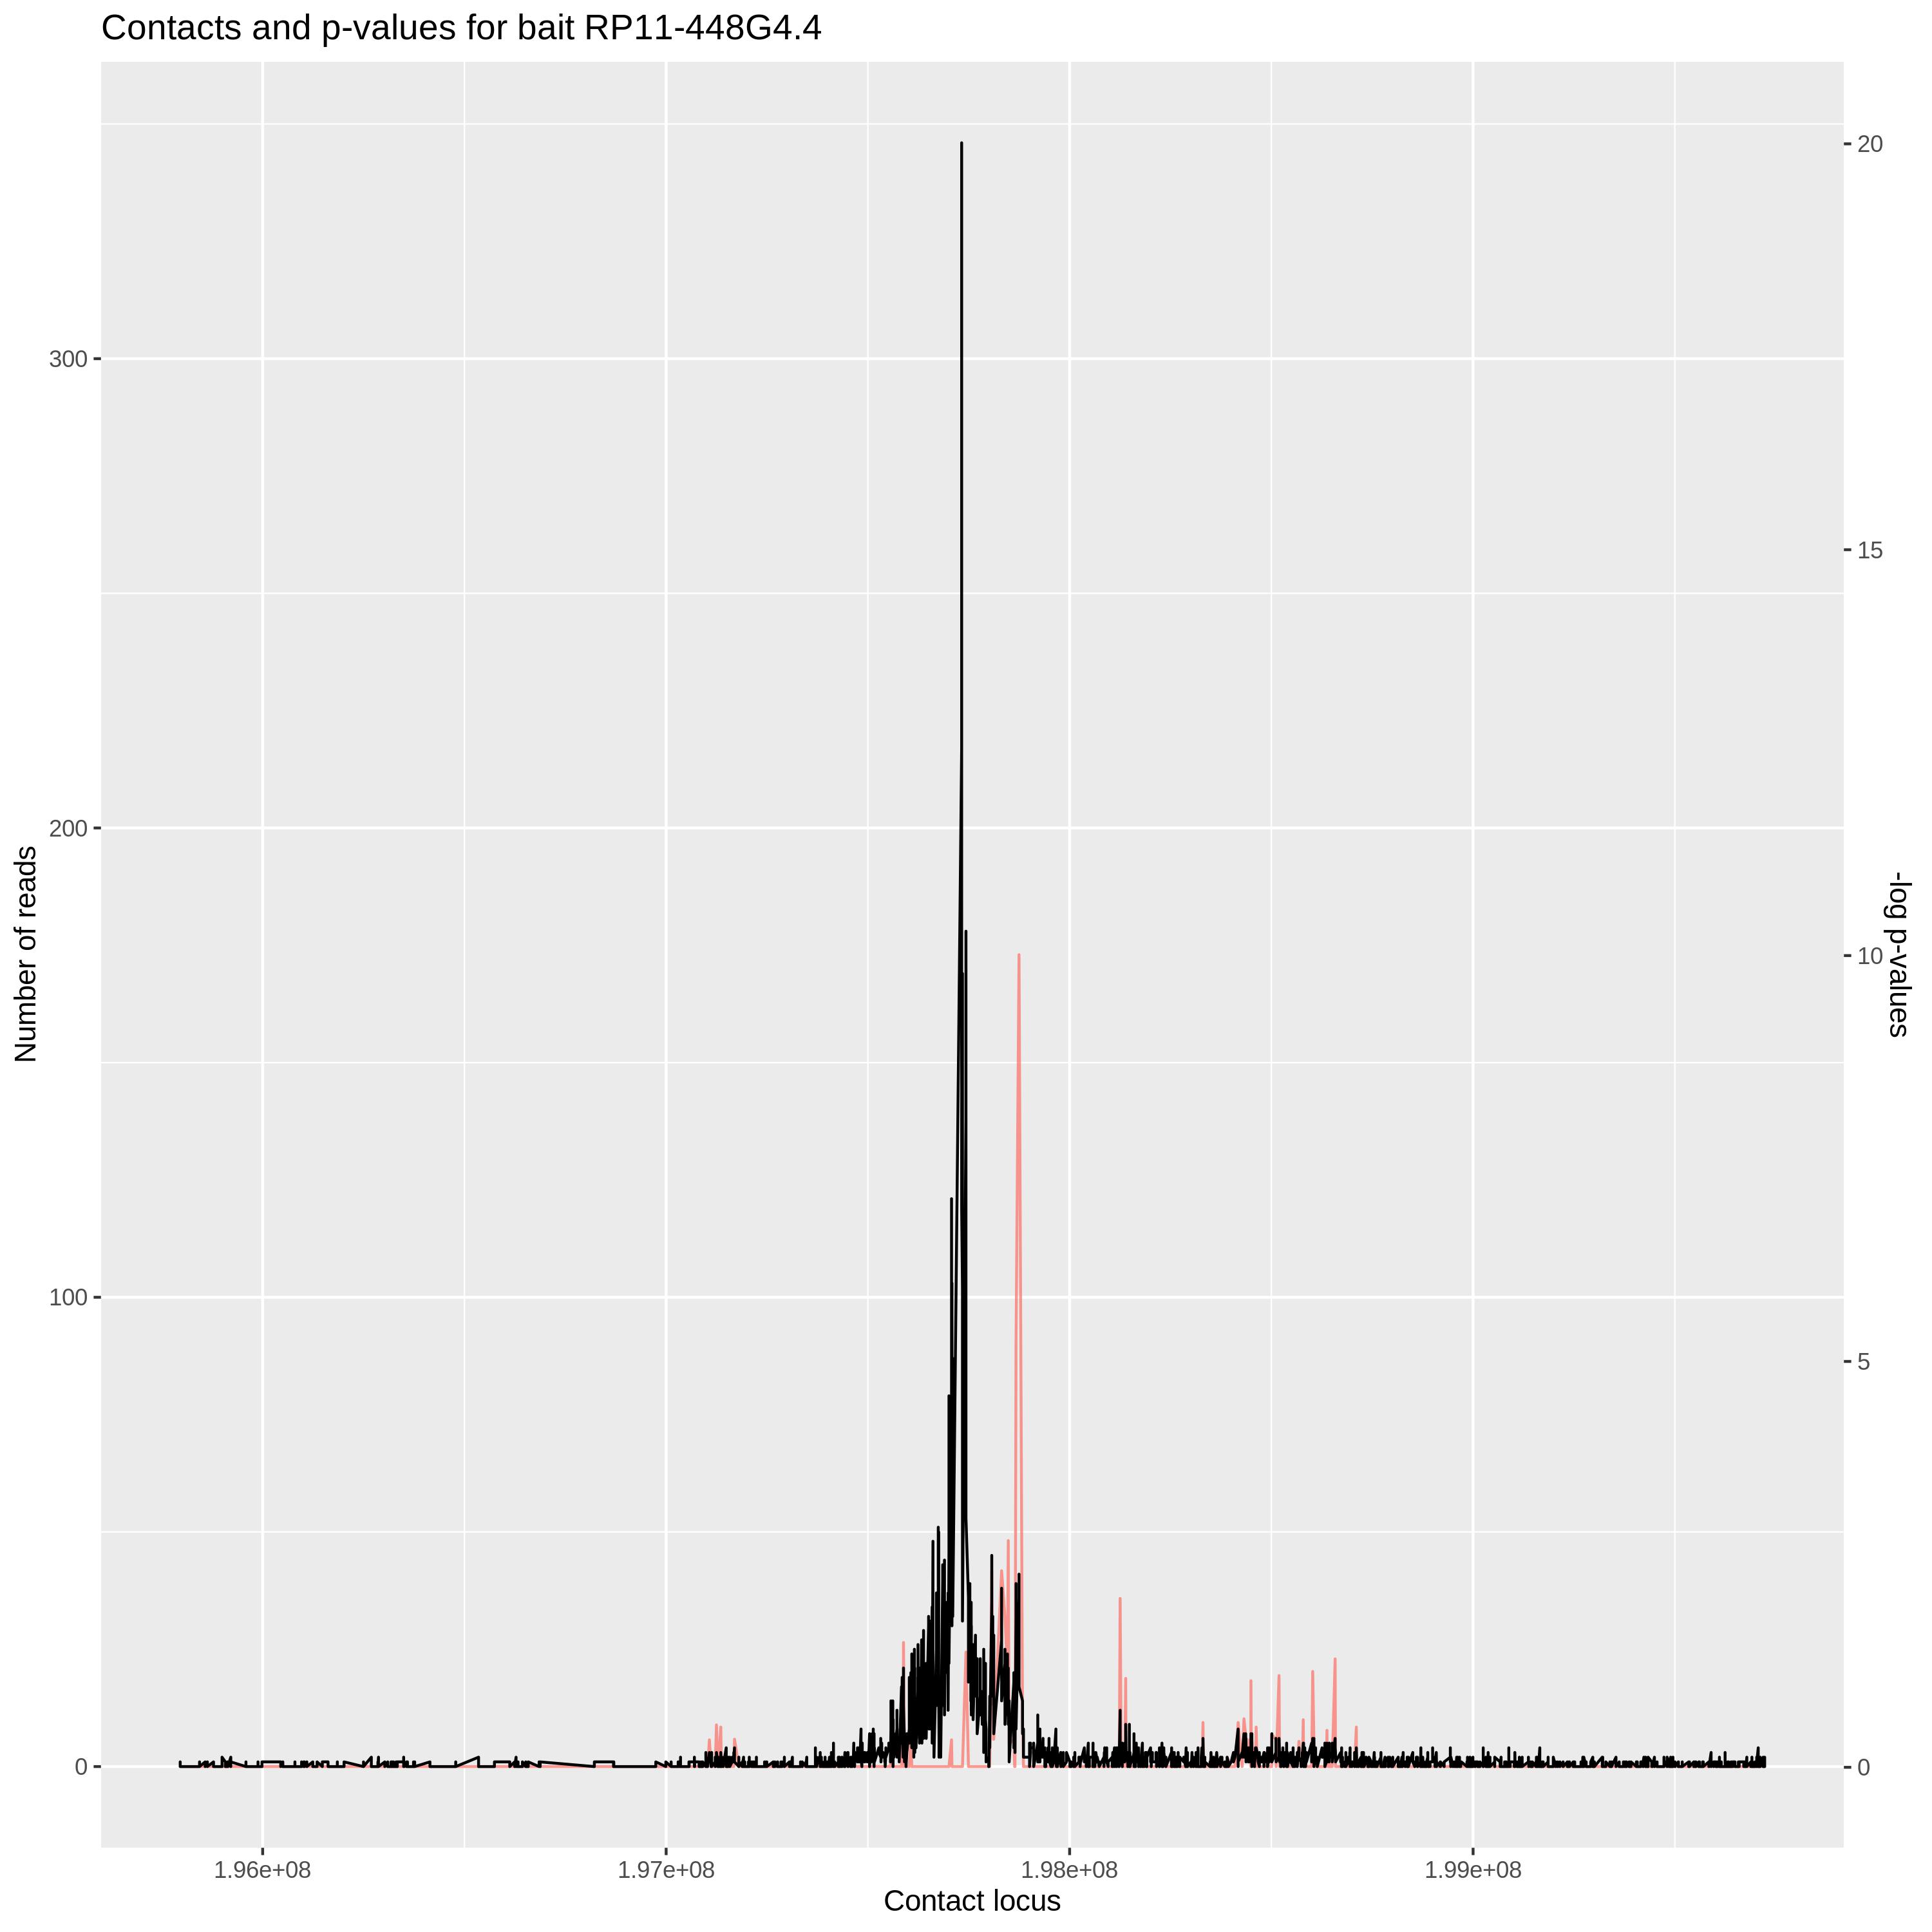 Contacts and p-values for bait RP11-448G4.4
Number of reads
300
200
100
0
20
15
10
5
0
-log p-values
1.96e+08
1.97e+08
1.98e+08
1.99e+08
Contact locus